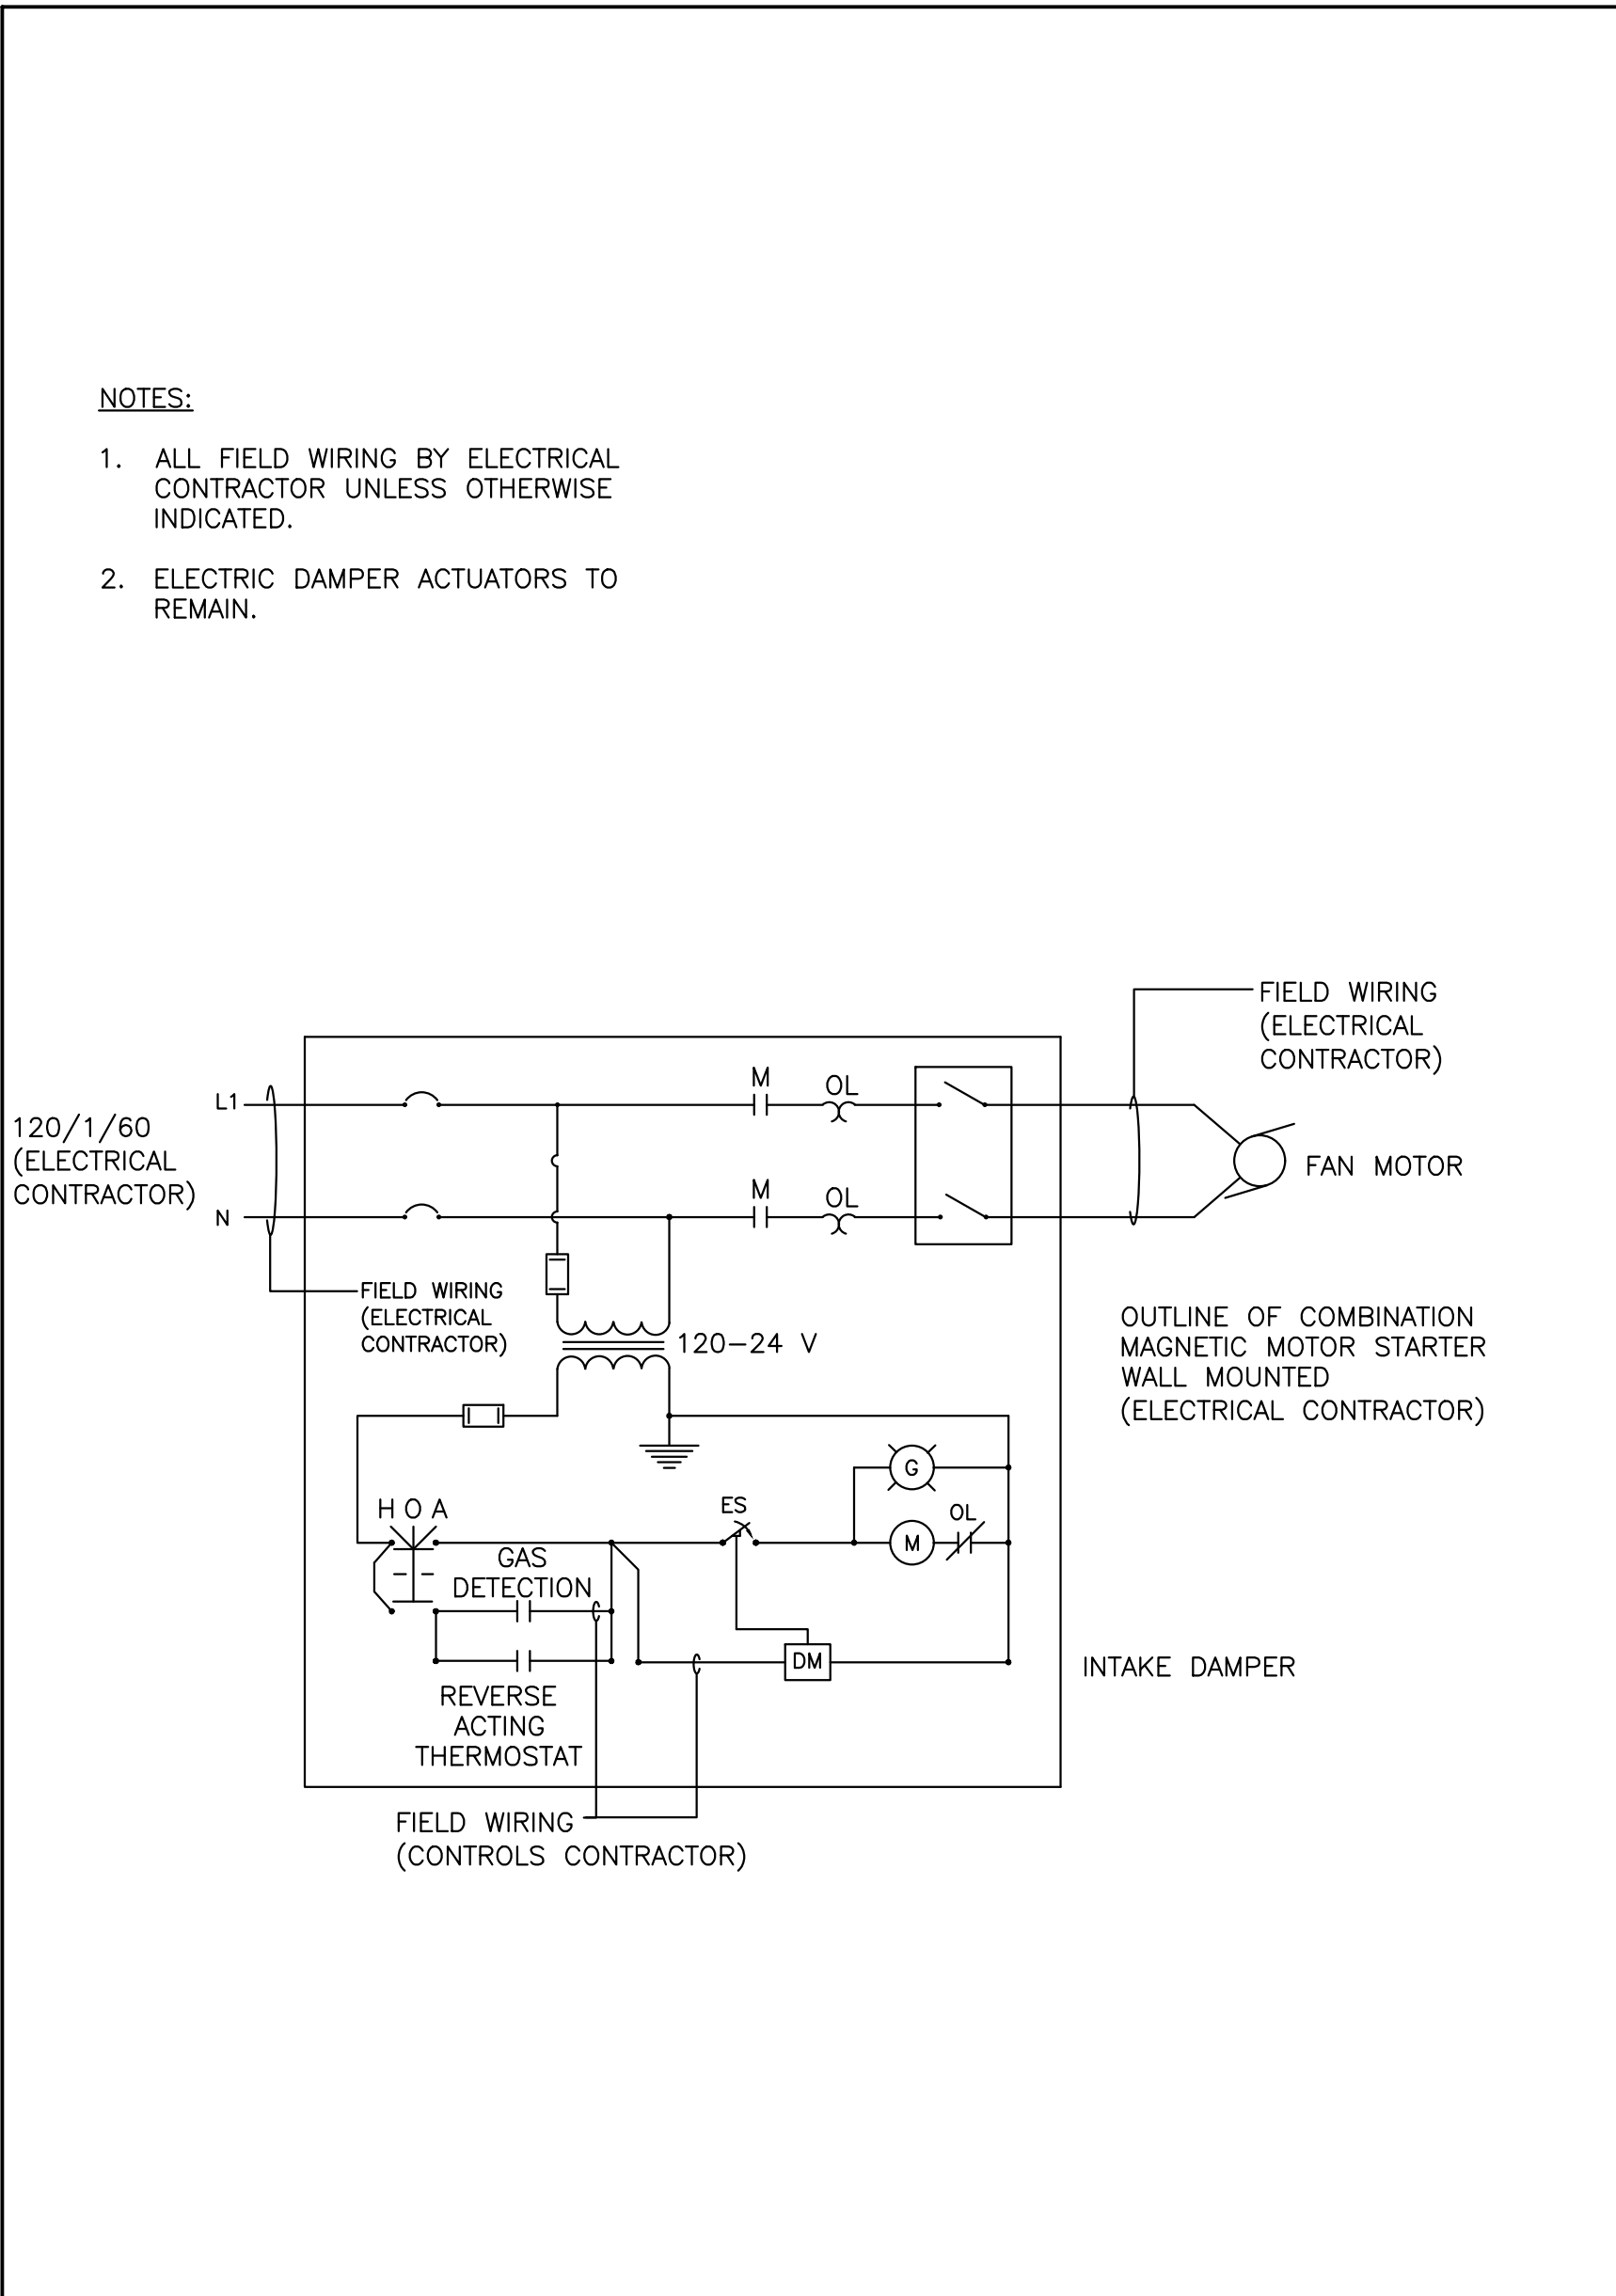 NOTES:
1. ALL FIELD WIRING BY ELECTRICAL
CONTRACTOR UNLESS OTHERWISE
INDICATED.
2. ELECTRIC DAMPER ACTUATORS TO
REMAIN.
FIELD WIRING
(ELECTRICAL
CONTRACTOR)
M
OL
L1
120/1/60
(ELECTRICAL
CONTRACTOR)
FAN MOTOR
M
OL
N
FIELD WIRING
(ELECTRICAL
CONTRACTOR)
120-24 V
OUTLINE OF COMBINATION
MAGNETIC MOTOR STARTER
WALL MOUNTED
(ELECTRICAL CONTRACTOR)
G
H O A
ES
OL
M
GAS
DETECTION
DM
INTAKE DAMPER
REVERSE
ACTING
THERMOSTAT
FIELD WIRING
(CONTROLS CONTRACTOR)